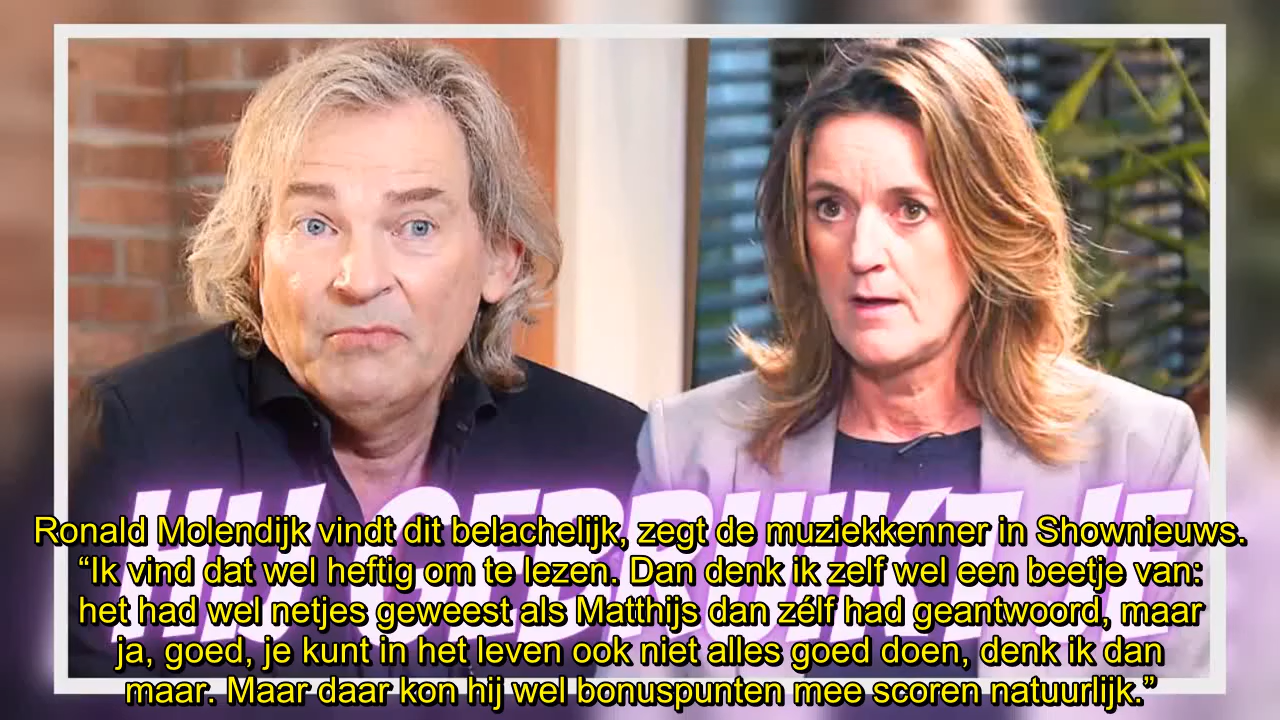 HIJ GEBRUIKT JE
Ronald Molendijk vindt dit belachelijk, zegt de muziekkenner in Shownieuws.
“Ik vind dat wel heftig om te lezen. Dan denk ik zelf wel een beetje van:
het had wel netjes geweest als Matthijs dan zélf had geantwoord, maar
ja, goed, je kunt in het leven ook niet alles goed doen, denk ik dan
maar. Maar daar kon hij wel bonuspunten mee scoren natuurlijk.”